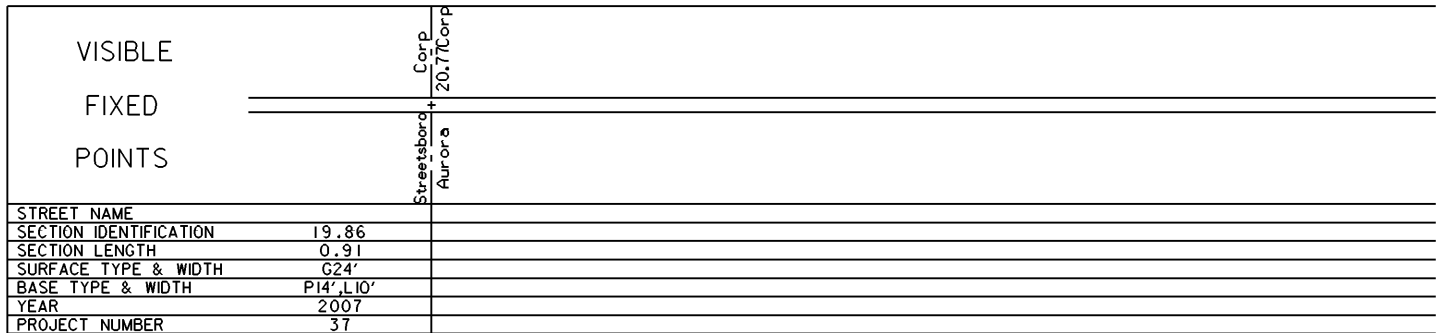 VISIBLE
FIXED
POINTS
Streetsboro Corp
Aurora 20.77Corp
STREET NAME
SECTION IDENTIFICATION 19.86
SECTION LENGTH 0.91
SURFACE TYPE & WIDTH G24'
BASE TYPE & WIDTH P14',L10'
YEAR 2007
PROJECT NUMBER 37